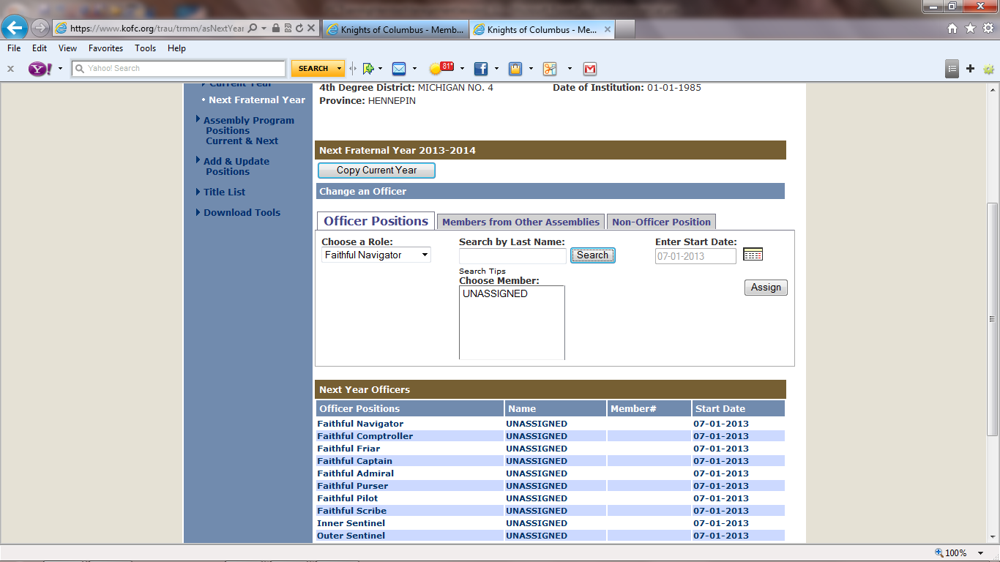 https://www.kofc.org/trau/trmm/asNextYear
Knights of Columbus - Memb...
Knights of Columbus - Me...
File Edit View Favorites Tools Help
Yahoo! Search
SEARCH
81°
Current Year
• Next Fraternal Year
Assembly Program
Positions
Current & Next
Add & Update
Positions
Title List
Download Tools
4th Degree District: MICHIGAN NO. 4 Date of Institution: 01-01-1985
Province: HENNEPIN
Next Fraternal Year 2013-2014
Copy Current Year
Change an Officer
Officer Positions Members from Other Assemblies Non-Officer Position
Choose a Role: Search by Last Name: Enter Start Date:
Faithful Navigator Search 07-01-2013
Search Tips
Choose Member:
Assign
UNASSIGNED
Next Year Officers
Officer Positions Name Member# Start Date
Faithful Navigator UNASSIGNED 07-01-2013
Faithful Comptroller UNASSIGNED 07-01-2013
Faithful Friar UNASSIGNED 07-01-2013
Faithful Captain UNASSIGNED 07-01-2013
Faithful Admiral UNASSIGNED 07-01-2013
Faithful Purser UNASSIGNED 07-01-2013
Faithful Pilot UNASSIGNED 07-01-2013
Faithful Scribe UNASSIGNED 07-01-2013
Inner Sentinel UNASSIGNED 07-01-2013
Outer Sentinel UNASSIGNED 07-01-2013
100%